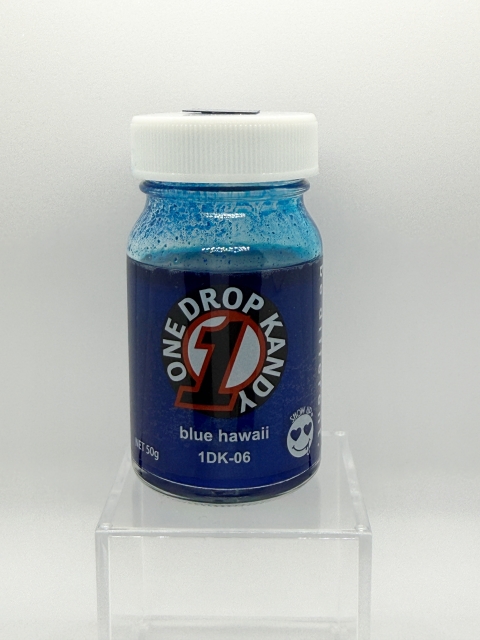 ONE DROP KANDY
1
blue hawaii
1DK-06
NET 50g